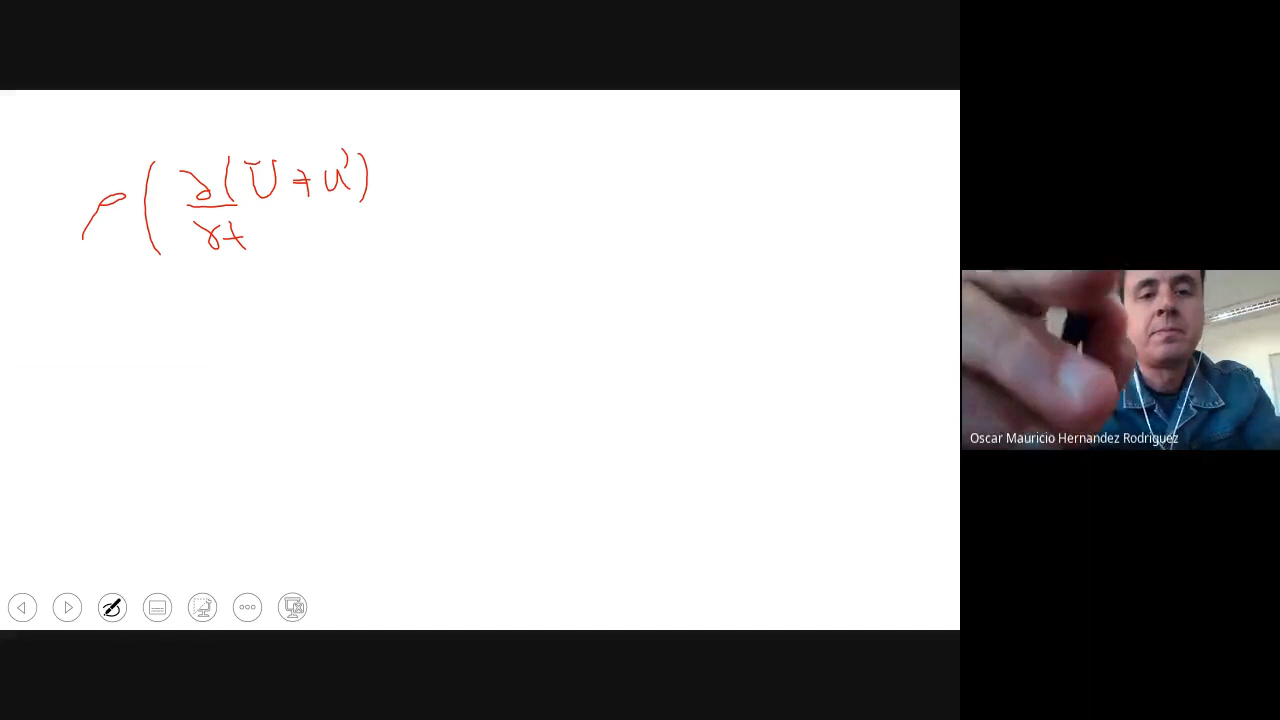 ρ ( ∂(Ū + u')
∂t
Oscar Mauricio Hernandez Rodriguez